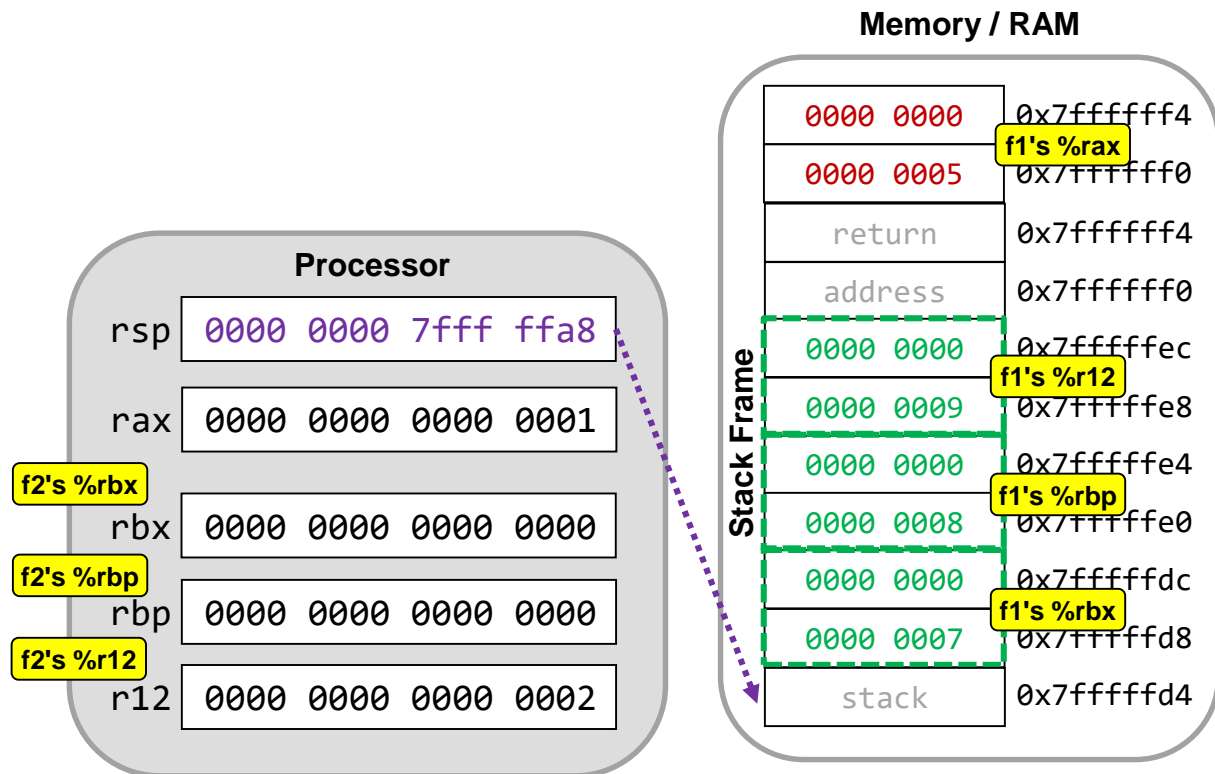 Memory / RAM
0000 0000 0x7ffffff4
f1's %rax
0000 0005 0x7ffffff0
return 0x7ffffff4
address 0x7ffffff0
Stack Frame
0000 0000 0x7fffffec
f1's %r12
0000 0009 0x7fffffe8
0000 0000 0x7fffffe4
f1's %rbp
0000 0008 0x7fffffe0
0000 0000 0x7fffffdc
f1's %rbx
0000 0007 0x7fffffd8
stack 0x7fffffd4
Processor
rsp 0000 0000 7fff ffa8
rax 0000 0000 0000 0001
f2's %rbx
rbx 0000 0000 0000 0000
f2's %rbp
rbp 0000 0000 0000 0000
f2's %r12
r12 0000 0000 0000 0002